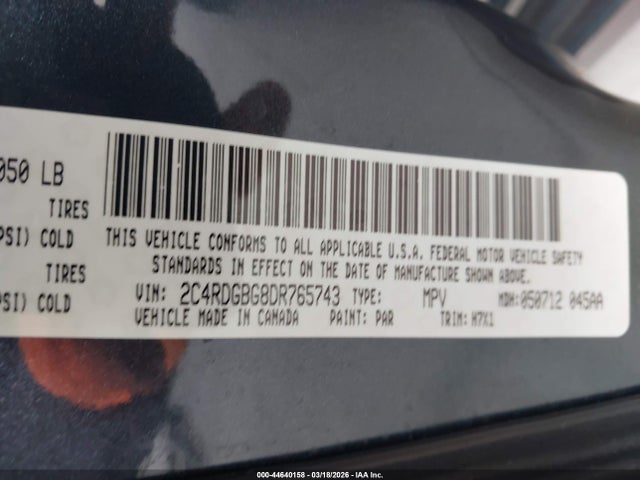 050 LB
TIRES
PSI) COLD
TIRES
PSI) COLD
THIS VEHICLE CONFORMS TO ALL APPLICABLE U.S.A. FEDERAL MOTOR VEHICLE SAFETY
STANDARDS IN EFFECT ON THE DATE OF MANUFACTURE SHOWN ABOVE.
VIN: 2C4RDGBG8DR765743 TYPE: MPV MDH: 050712 045AA
VEHICLE MADE IN CANADA PAINT: PAR TRIM: H7X1
000-44640158 - 03/18/2026 - IAA Inc.